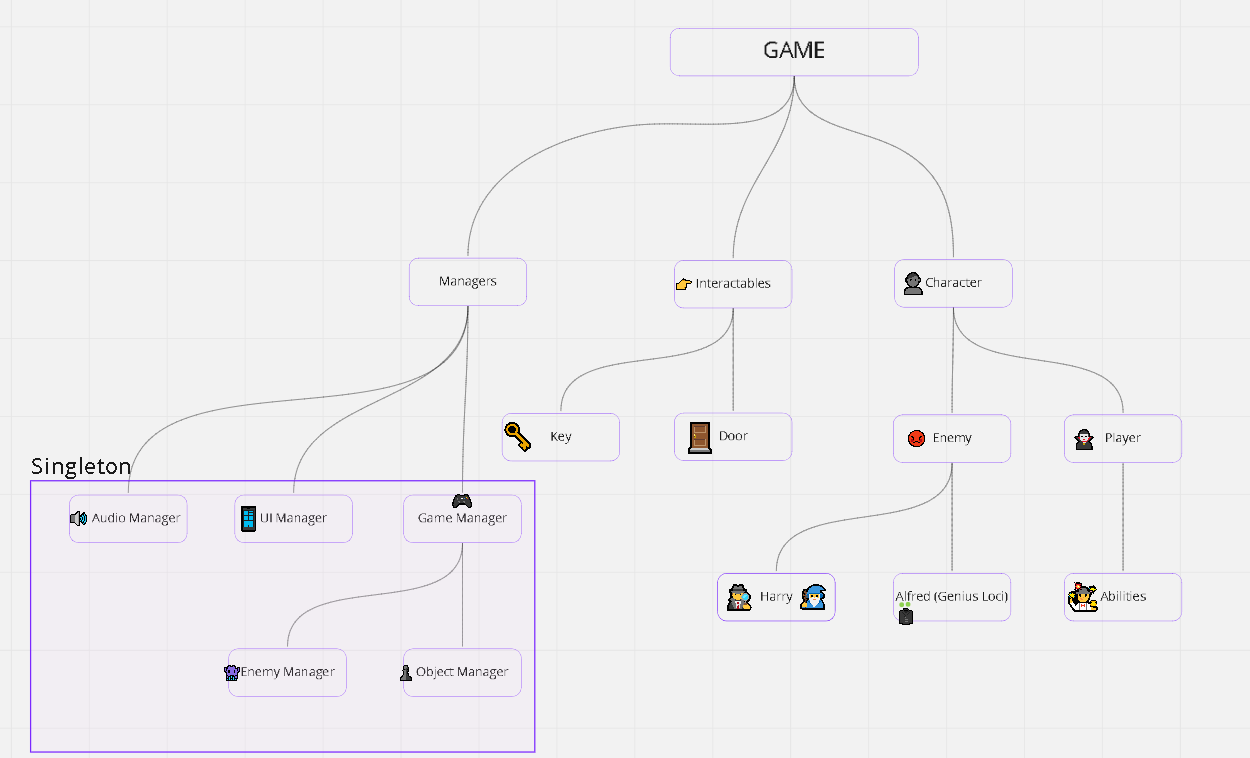 GAME
Managers
Interactables
Character
Key
Door
Enemy
Player
Singleton
Audio Manager
UI Manager
Game Manager
Harry
Alfred (Genius Loci)
Abilities
Enemy Manager
Object Manager